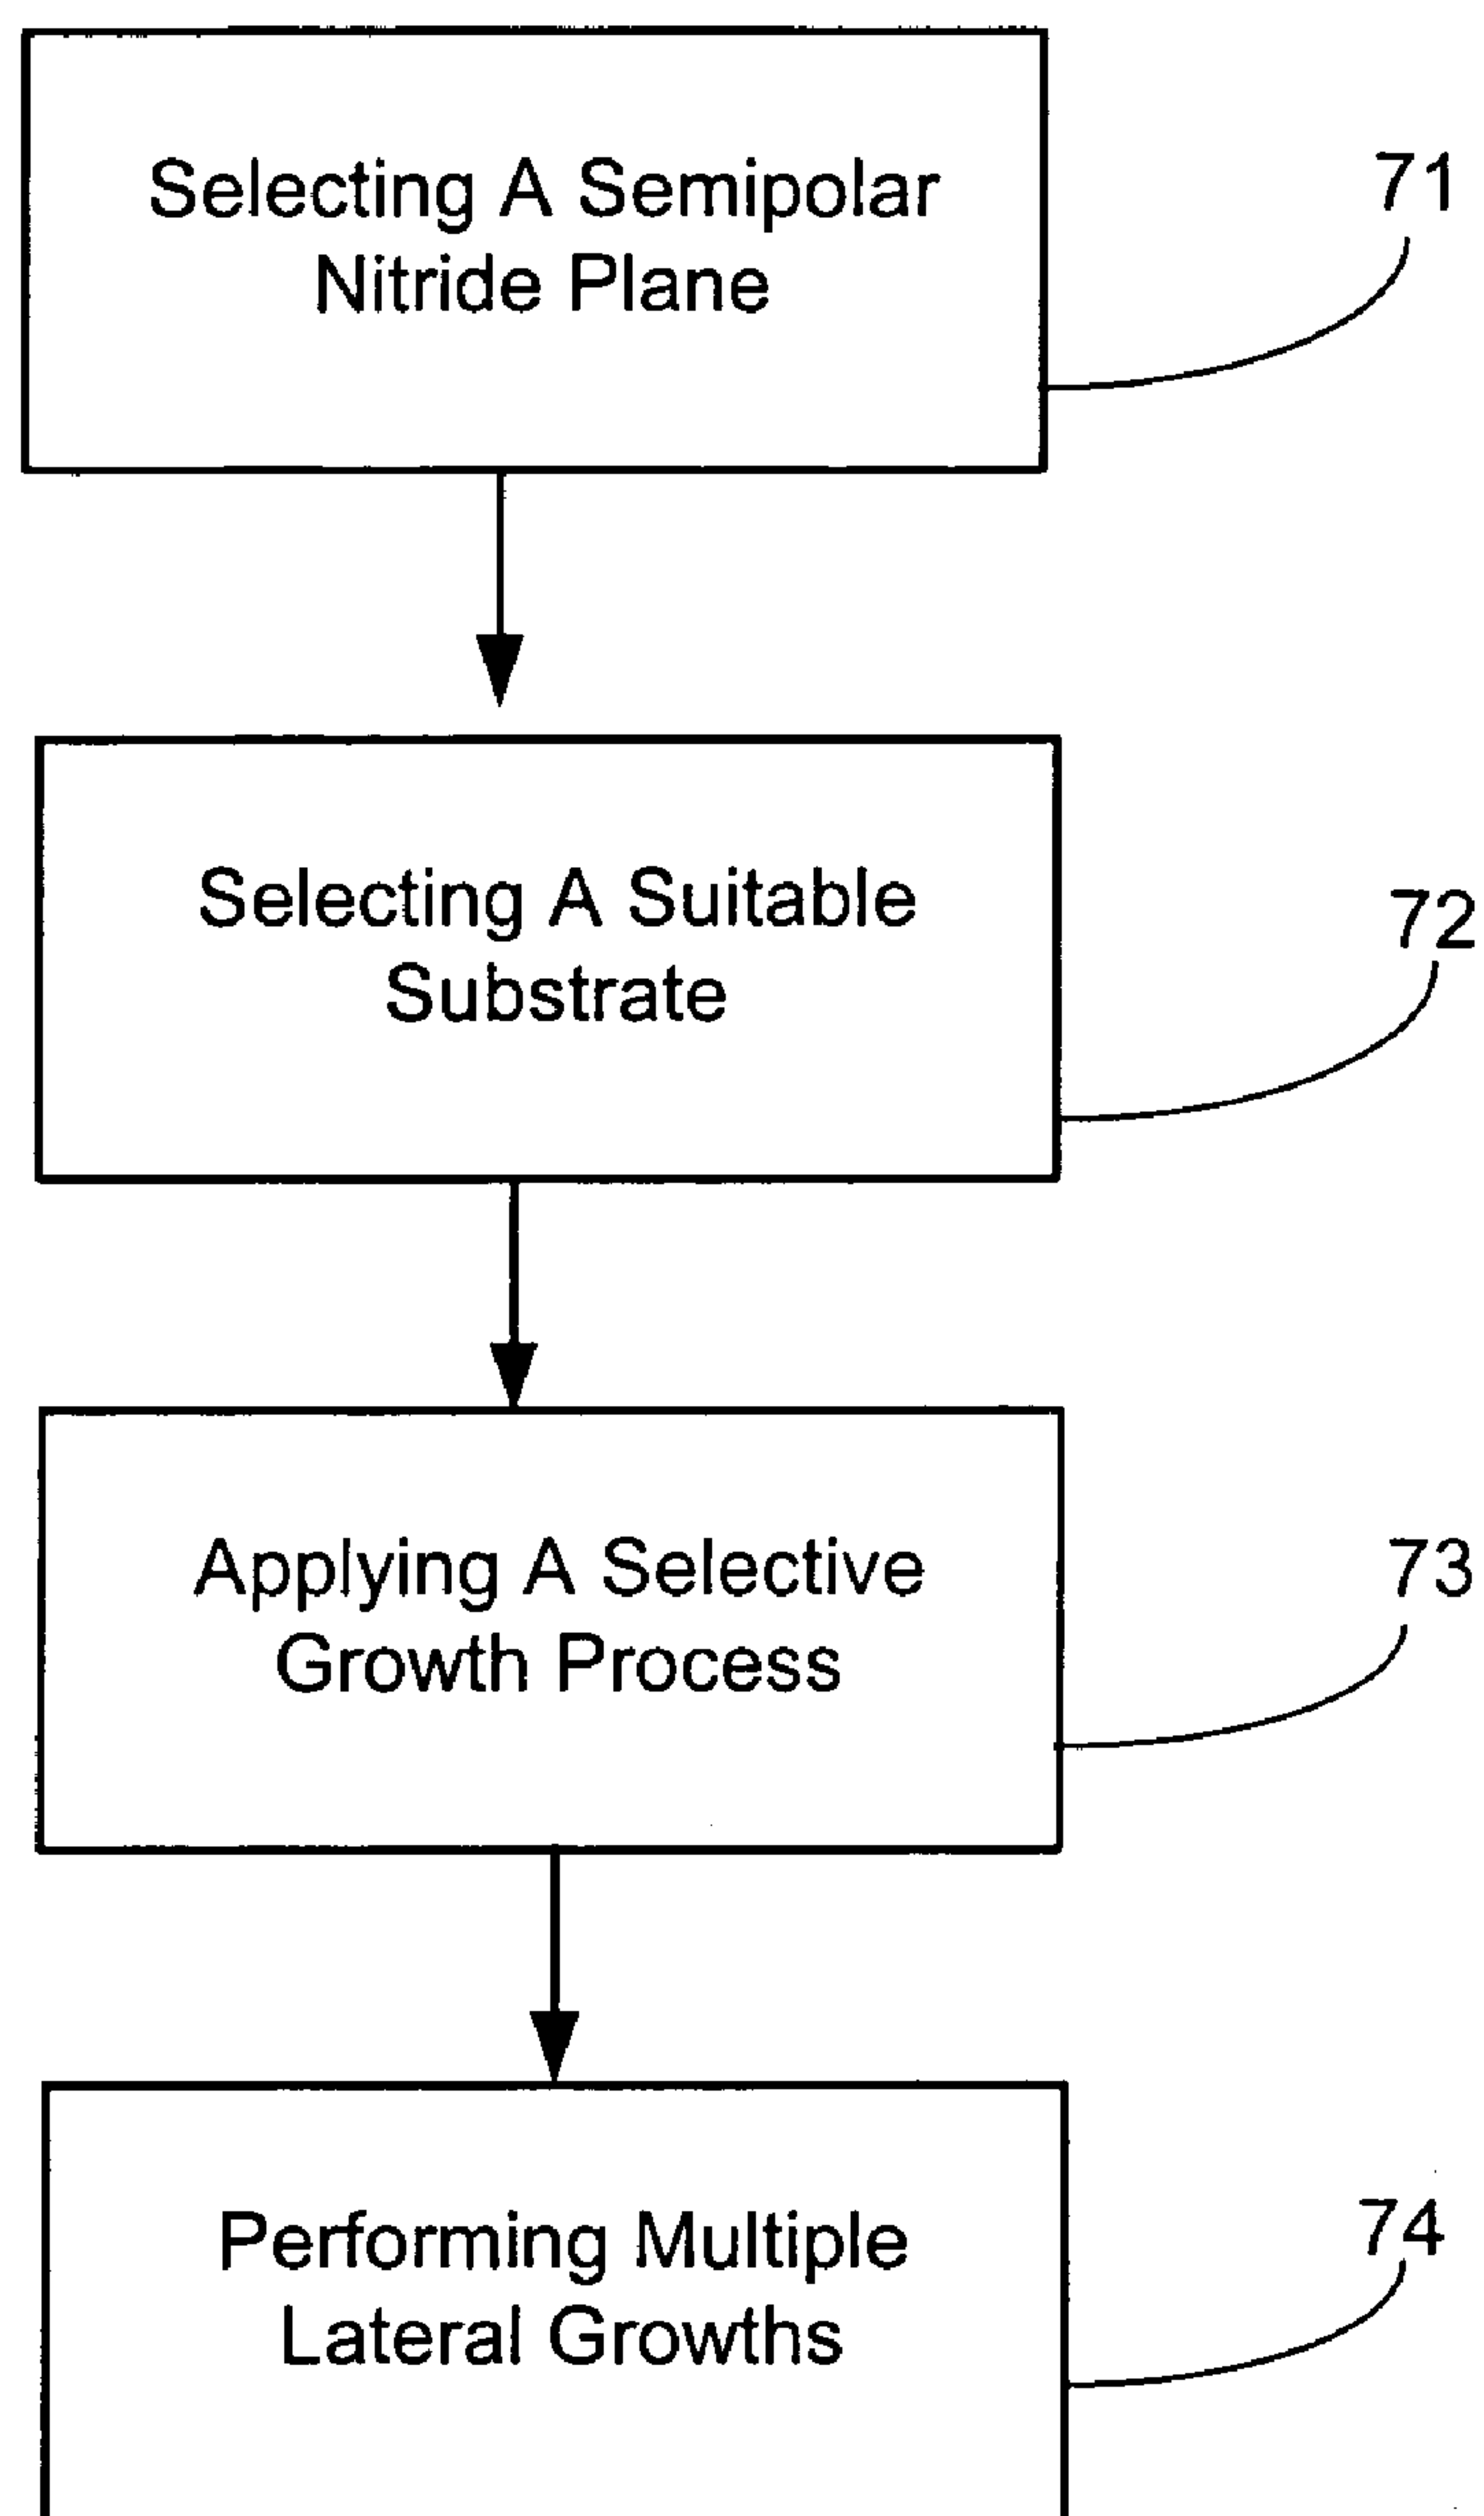 Selecting A Semipolar
Nitride Plane
71
Selecting A Suitable
Substrate
72
Applying A Selective
Growth Process
73
Performing Multiple
Lateral Growths
74